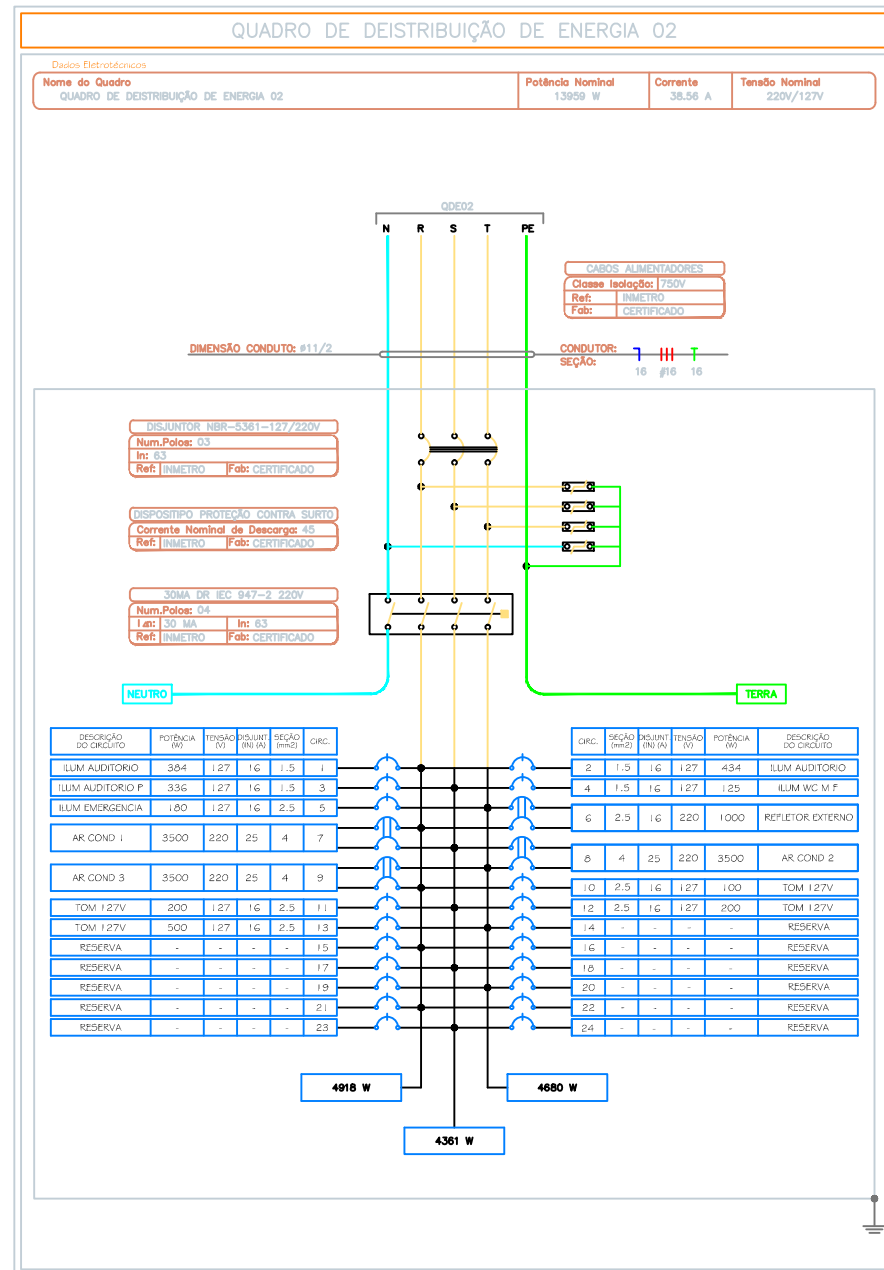 QUADRO DE DEISTRIBUIÇÃO DE ENERGIA 02
Dados Eletrotécnicos
Nome do Quadro Potência Nominal Corrente Tensão Nominal
QUADRO DE DEISTRIBUIÇÃO DE ENERGIA 02 13959 W 38.56 A 220V/127V
QDE02
N R S T PE
CABOS ALIMENTADORES
Classe Isolação: 750V
Ref: INMETRO
Fab: CERTIFICADO
DIMENSÃO CONDUTO: ø11/2 CONDUTOR:
SEÇÃO: 16 #16 16
DISJUNTOR NBR-5361-127/220V
Num.Polos: 03
In: 63
Ref: INMETRO Fab: CERTIFICADO
DISPOSITIPO PROTEÇÃO CONTRA SURTO
Corrente Nominal de Descarga: 45
Ref: INMETRO Fab: CERTIFICADO
30MA DR IEC 947-2 220V
Num.Polos: 04
I△n: 30 MA In: 63
Ref: INMETRO Fab: CERTIFICADO
NEUTRO TERRA
DESCRIÇÃO DO CIRCUITO POTÊNCIA (W) TENSÃO (V) DISJUNT. (IN) (A) SEÇÃO (mm2) CIRC.
ILUM AUDITORIO 384 127 16 1.5 1
ILUM AUDITORIO P 336 127 16 1.5 3
ILUM EMERGENCIA 180 127 16 2.5 5
AR COND 1 3500 220 25 4 7
AR COND 3 3500 220 25 4 9
TOM 127V 200 127 16 2.5 11
TOM 127V 500 127 16 2.5 13
RESERVA - - - - 15
RESERVA - - - - 17
RESERVA - - - - 19
RESERVA - - - - 21
RESERVA - - - - 23
CIRC. SEÇÃO (mm2) DISJUNT. (IN) (A) TENSÃO (V) POTÊNCIA (W) DESCRIÇÃO DO CIRCUITO
2 1.5 16 127 434 ILUM AUDITORIO
4 1.5 16 127 125 ILUM WC M F
6 2.5 16 220 1000 REFLETOR EXTERNO
8 4 25 220 3500 AR COND 2
10 2.5 16 127 100 TOM 127V
12 2.5 16 127 200 TOM 127V
14 - - - - RESERVA
16 - - - - RESERVA
18 - - - - RESERVA
20 - - - - RESERVA
22 - - - - RESERVA
24 - - - - RESERVA
4918 W 4680 W
4361 W